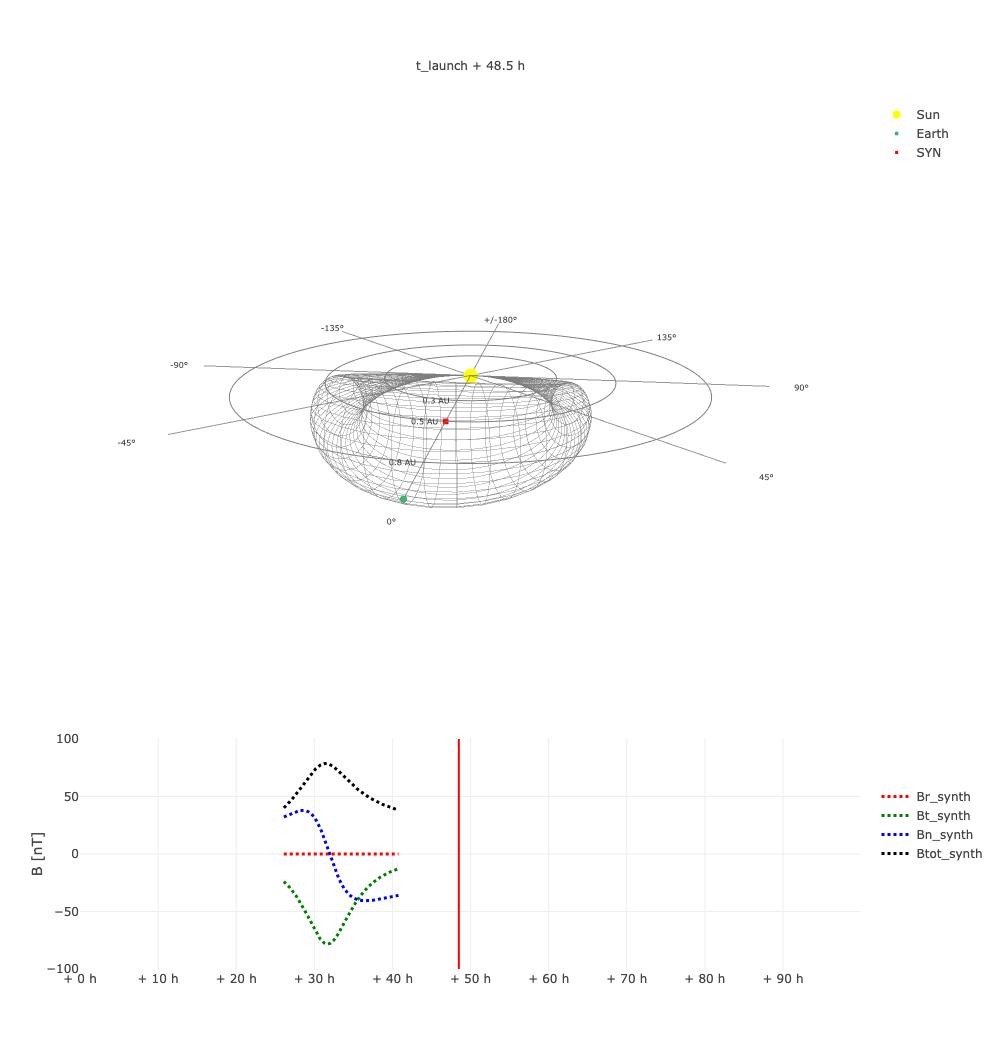 t_launch + 48.5 h
Sun
Earth
SYN
+/-180°
-135°
135°
-90°
90°
0.3 AU
0.5 AU
-45°
0.8 AU
45°
0°
B [nT]
100
50
0
−50
−100
+ 0 h
+ 10 h
+ 20 h
+ 30 h
+ 40 h
+ 50 h
+ 60 h
+ 70 h
+ 80 h
+ 90 h
Br_synth
Bt_synth
Bn_synth
Btot_synth